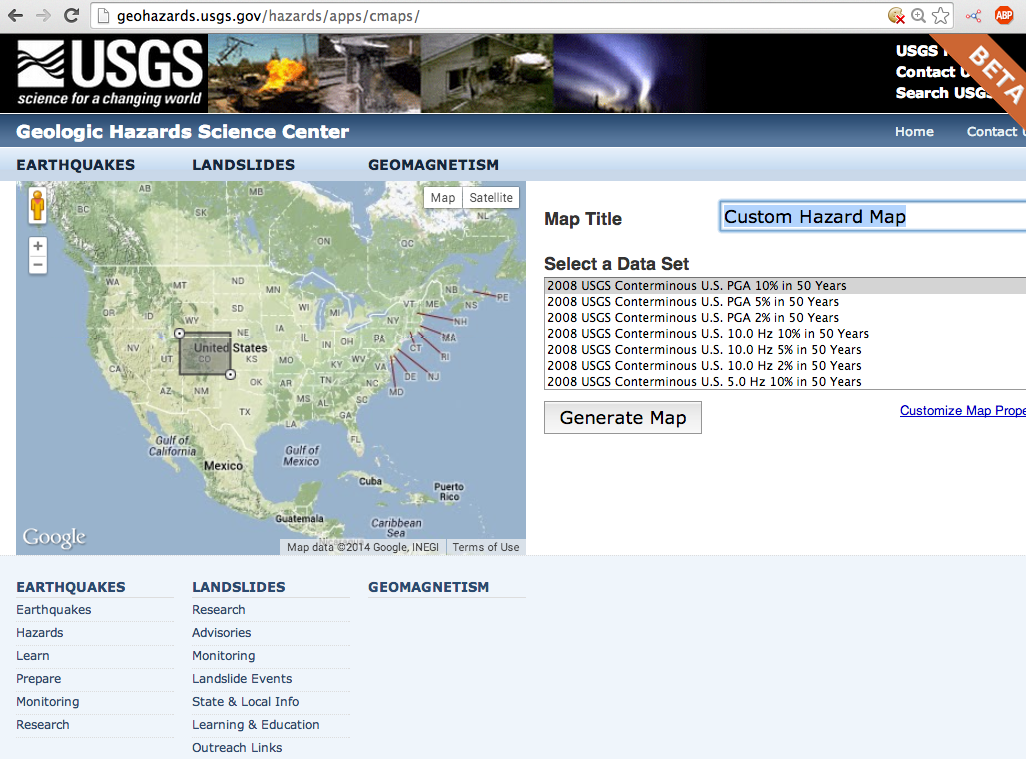 geohazards.usgs.gov/hazards/apps/cmaps/
ABP
USGS
science for a changing world
USGS
Contact
Search USGS
BETA
Geologic Hazards Science Center
Home Contact
EARTHQUAKES LANDSLIDES GEOMAGNETISM
Map Satellite
+
−
AB
BC
SK
MB
ON
QC
NL
NB
PE
NS
WA
MT
ND
MN
OR
ID
SD
WI
MI
VT
ME
NH
WY
NE
IA
NY
MA
NV
UT
CO
United States
IL
IN
OH
PA
CT
RI
CA
KS
MO
KY
WV
VA
DE
NJ
AZ
NM
OK
AR
TN
NC
MD
TX
MS
AL
SC
LA
GA
FL
Gulf of
California
Gulf of
Mexico
Mexico
Cuba
Puerto
Rico
Guatemala
Caribbean
Sea
Nicaragua
Google
Map data ©2014 Google, INEGI Terms of Use
Map Title
Custom Hazard Map
Select a Data Set
2008 USGS Conterminous U.S. PGA 10% in 50 Years
2008 USGS Conterminous U.S. PGA 5% in 50 Years
2008 USGS Conterminous U.S. PGA 2% in 50 Years
2008 USGS Conterminous U.S. 10.0 Hz 10% in 50 Years
2008 USGS Conterminous U.S. 10.0 Hz 5% in 50 Years
2008 USGS Conterminous U.S. 10.0 Hz 2% in 50 Years
2008 USGS Conterminous U.S. 5.0 Hz 10% in 50 Years
Generate Map
Customize Map Prope
EARTHQUAKES
Earthquakes
Hazards
Learn
Prepare
Monitoring
Research
LANDSLIDES
Research
Advisories
Monitoring
Landslide Events
State & Local Info
Learning & Education
Outreach Links
GEOMAGNETISM